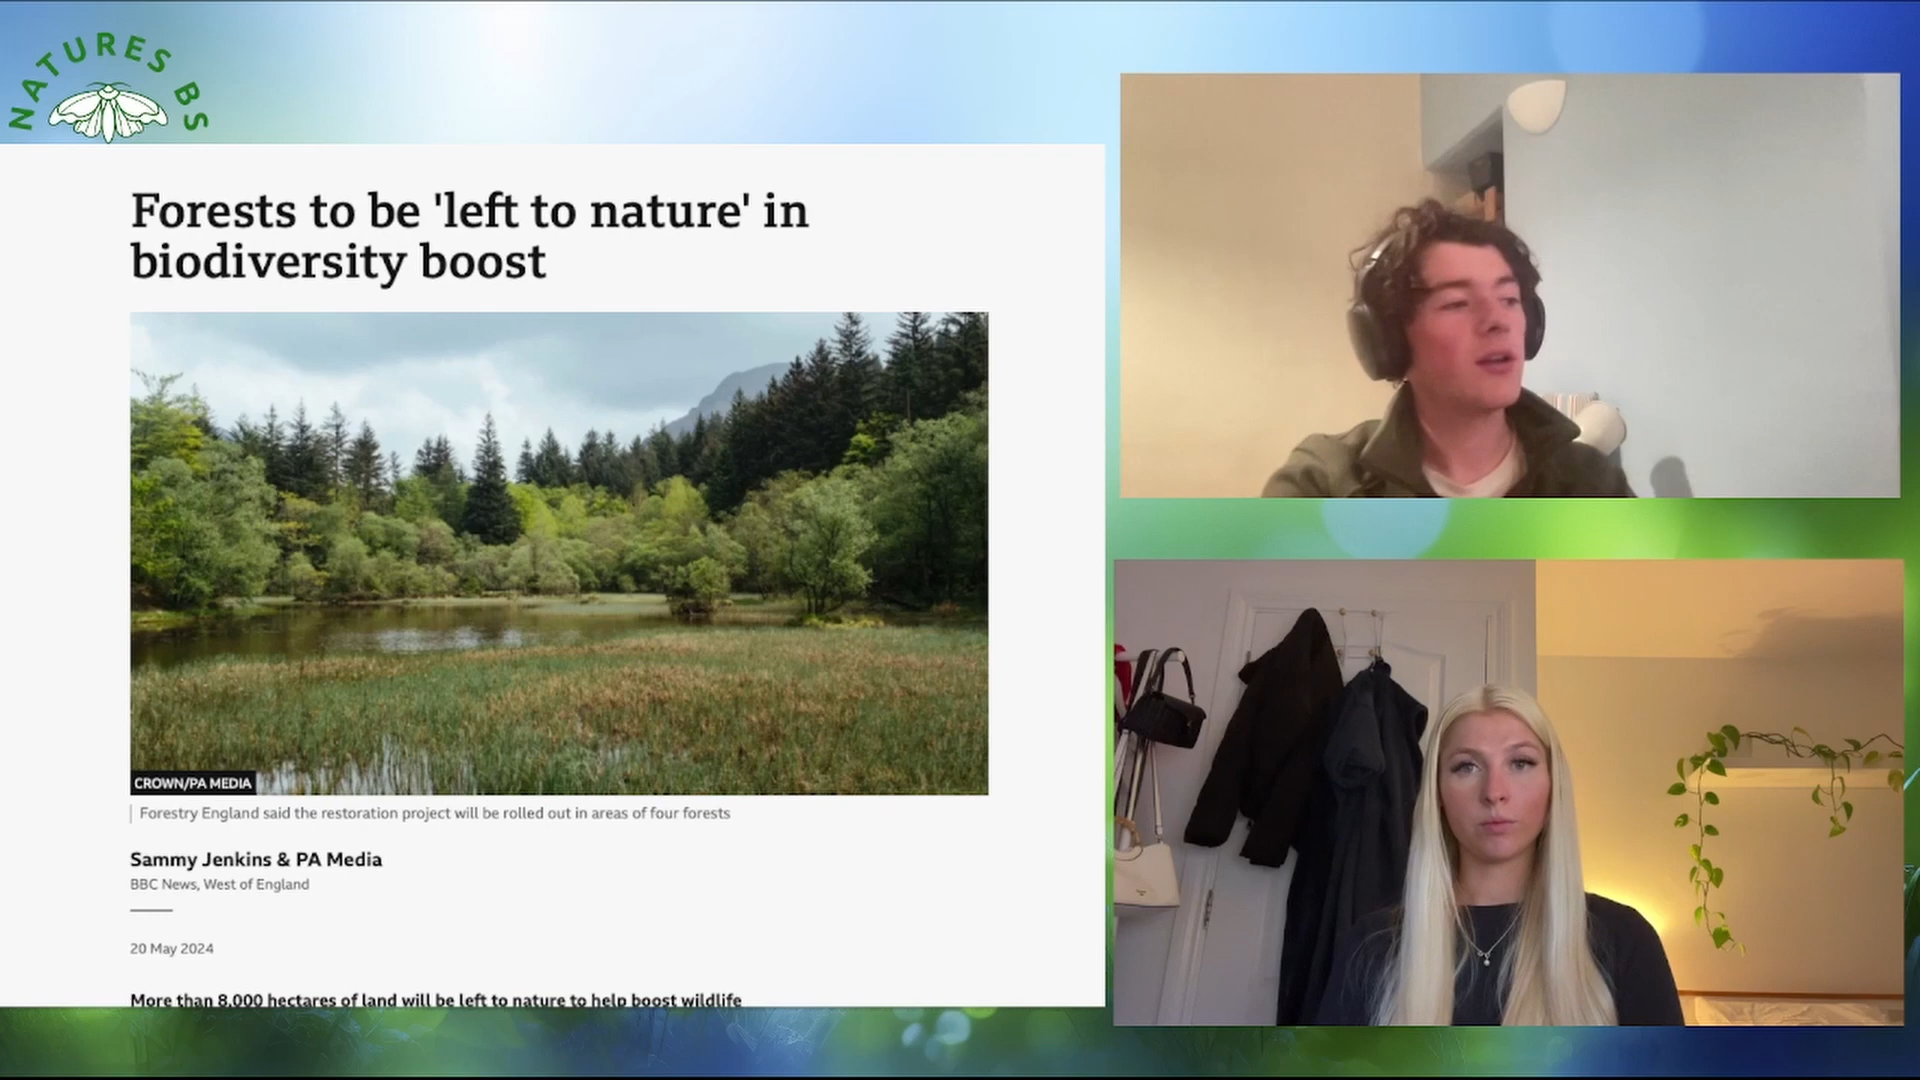 NATURES BS
Forests to be 'left to nature' in
biodiversity boost
CROWN/PA MEDIA
Forestry England said the restoration project will be rolled out in areas of four forests
Sammy Jenkins & PA Media
BBC News, West of England
20 May 2024
More than 8,000 hectares of land will be left to nature to help boost wildlife